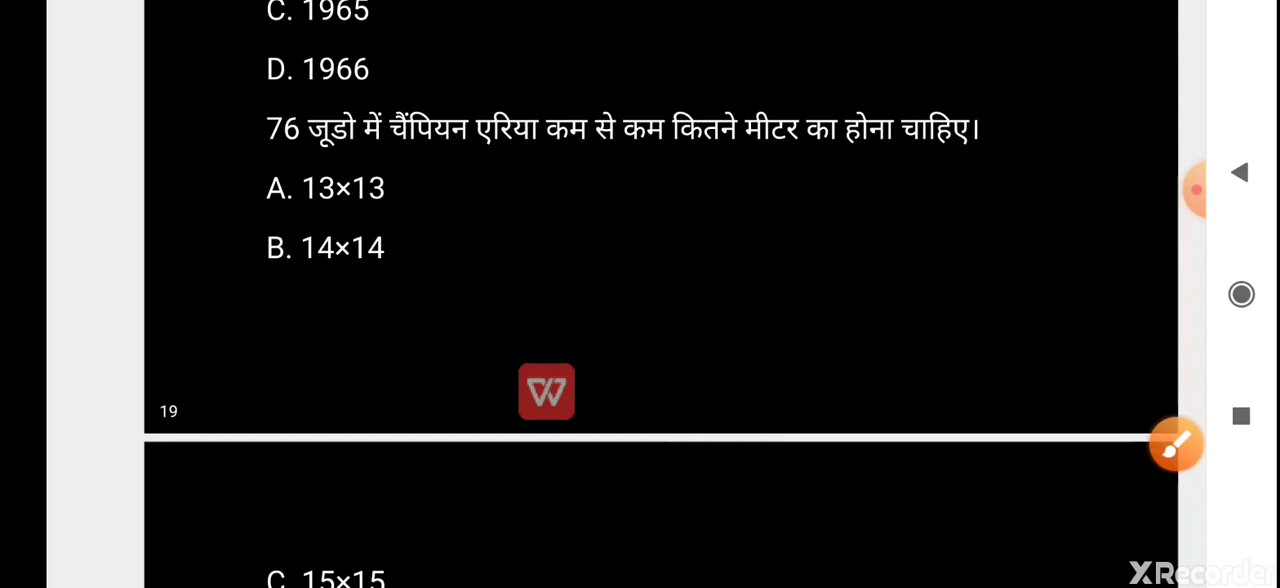 C. 1965
D. 1966
76 जूडो में चैंपियन एरिया कम से कम कितने मीटर का होना चाहिए।
A. 13×13
B. 14×14
19
C. 15×15
XRecorder